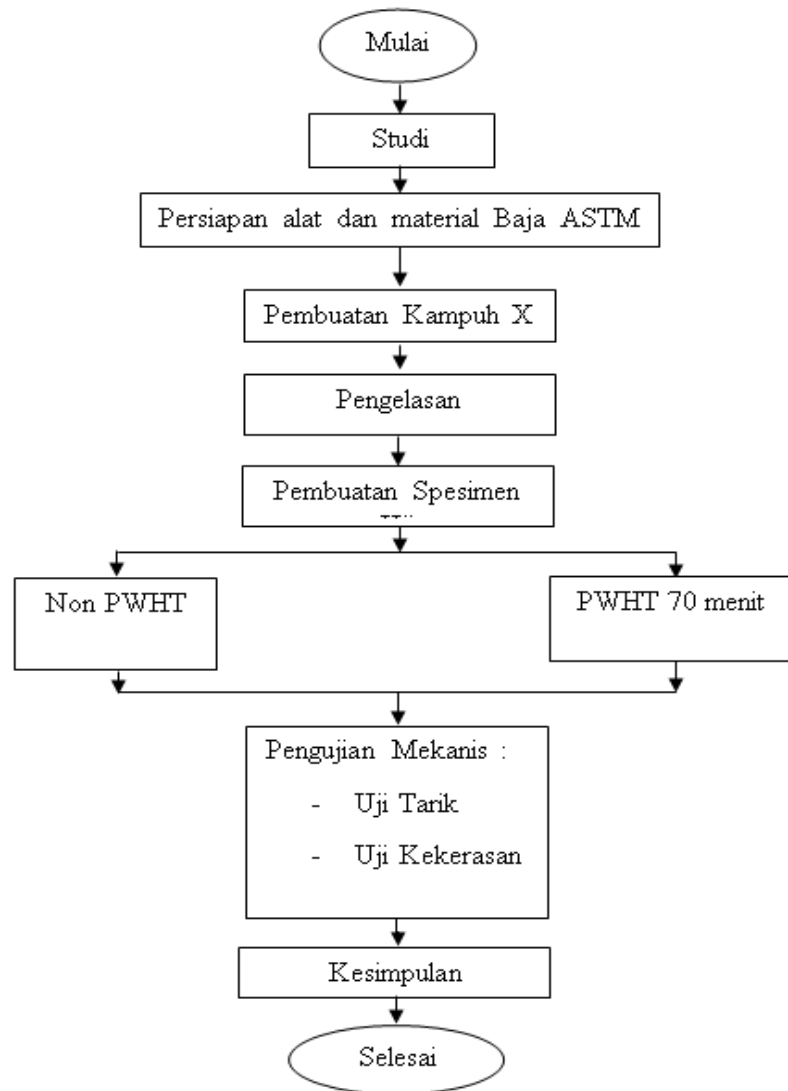 Mulai
Studi
Persiapan alat dan material Baja ASTM
Pembuatan Kampuh X
Pengelasan
Pembuatan Spesimen
Non PWHT
PWHT 70 menit
Pengujian Mekanis :
- Uji Tarik
- Uji Kekerasan
Kesimpulan
Selesai